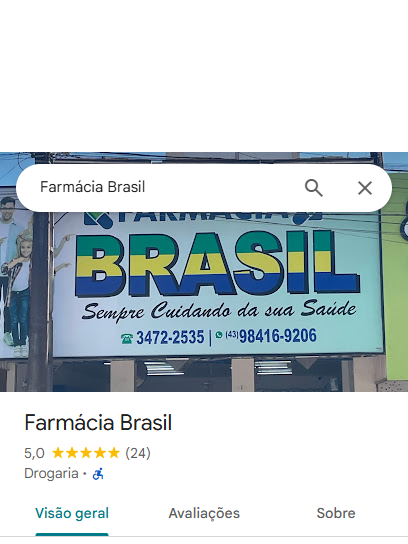 Farmácia Brasil
FARMÁCIA
BRASIL
Sempre Cuidando da sua Saúde
3472-2535 | (43)98416-9206
Farmácia Brasil
5,0 (24)
Drogaria ·
Visão geral Avaliações Sobre